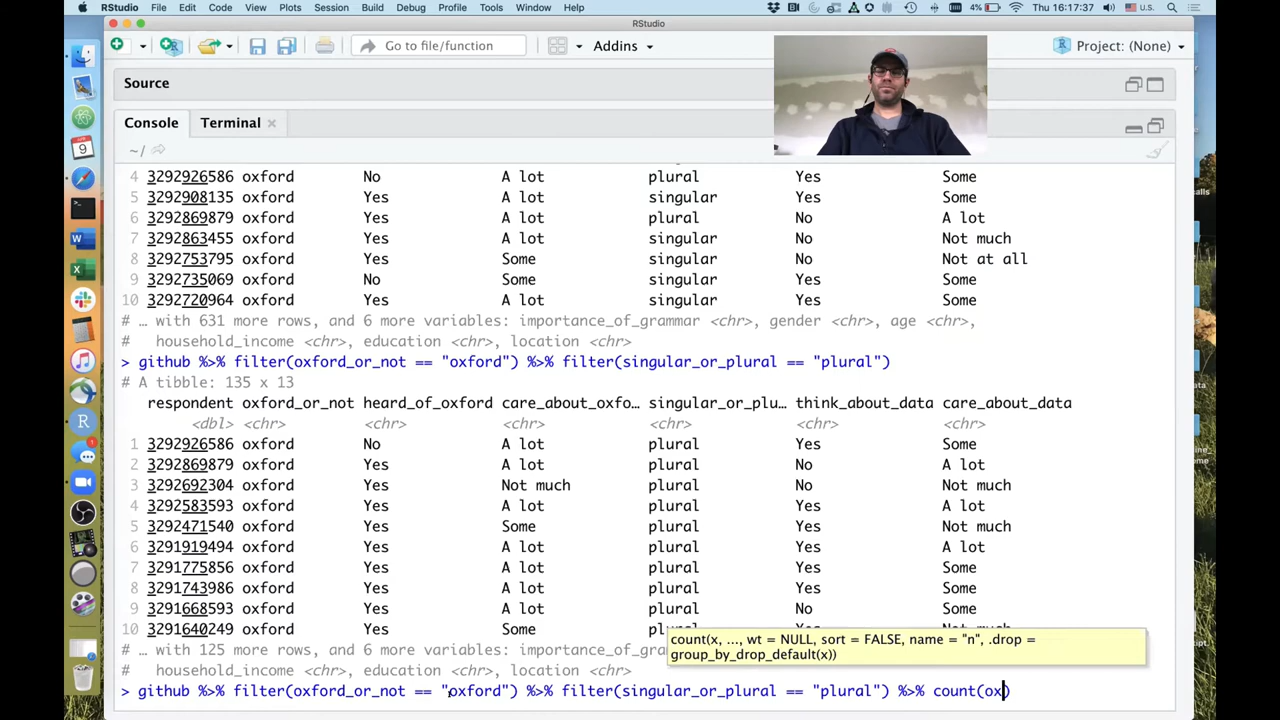 RStudio File Edit Code View Plots Session Build Debug Profile Tools Window Help 4% U.S. Thu 16:17:37
RStudio
Go to file/function Addins Project: (None)
Source
Console Terminal
~/
4 3292926586 oxford No A lot plural Yes Some
5 3292908135 oxford Yes A lot singular Yes Some
6 3292869879 oxford Yes A lot plural No A lot
7 3292863455 oxford Yes A lot singular No Not much
8 3292753795 oxford Yes Some singular No Not at all
9 3292735069 oxford No Some singular Yes Some
10 3292720964 oxford Yes A lot singular Yes Some
# … with 631 more rows, and 6 more variables: importance_of_grammar <chr>, gender <chr>, age <chr>,
# household_income <chr>, education <chr>, location <chr>
> github %>% filter(oxford_or_not == "oxford") %>% filter(singular_or_plural == "plural")
# A tibble: 135 x 13
respondent oxford_or_not heard_of_oxford care_about_oxfo… singular_or_plu… think_about_data care_about_data
<dbl> <chr> <chr> <chr> <chr> <chr> <chr>
1 3292926586 oxford No A lot plural Yes Some
2 3292869879 oxford Yes A lot plural No A lot
3 3292692304 oxford Yes Not much plural No Not much
4 3292583593 oxford Yes A lot plural Yes Some
5 3292471540 oxford Yes Some plural Yes Not much
6 3291919494 oxford Yes A lot plural Yes A lot
7 3291775856 oxford Yes A lot plural Yes Some
8 3291743986 oxford Yes A lot plural Yes Some
9 3291668593 oxford Yes A lot plural No Some
10 3291640249 oxford Yes Some
count(x, ..., wt = NULL, sort = FALSE, name = "n", .drop =
group_by_drop_default(x))
# … with 125 more rows, and 6 more variables: importance_of_gra
# household_income <chr>, education <chr>, location <chr>
> github %>% filter(oxford_or_not == "oxford") %>% filter(singular_or_plural == "plural") %>% count(ox)